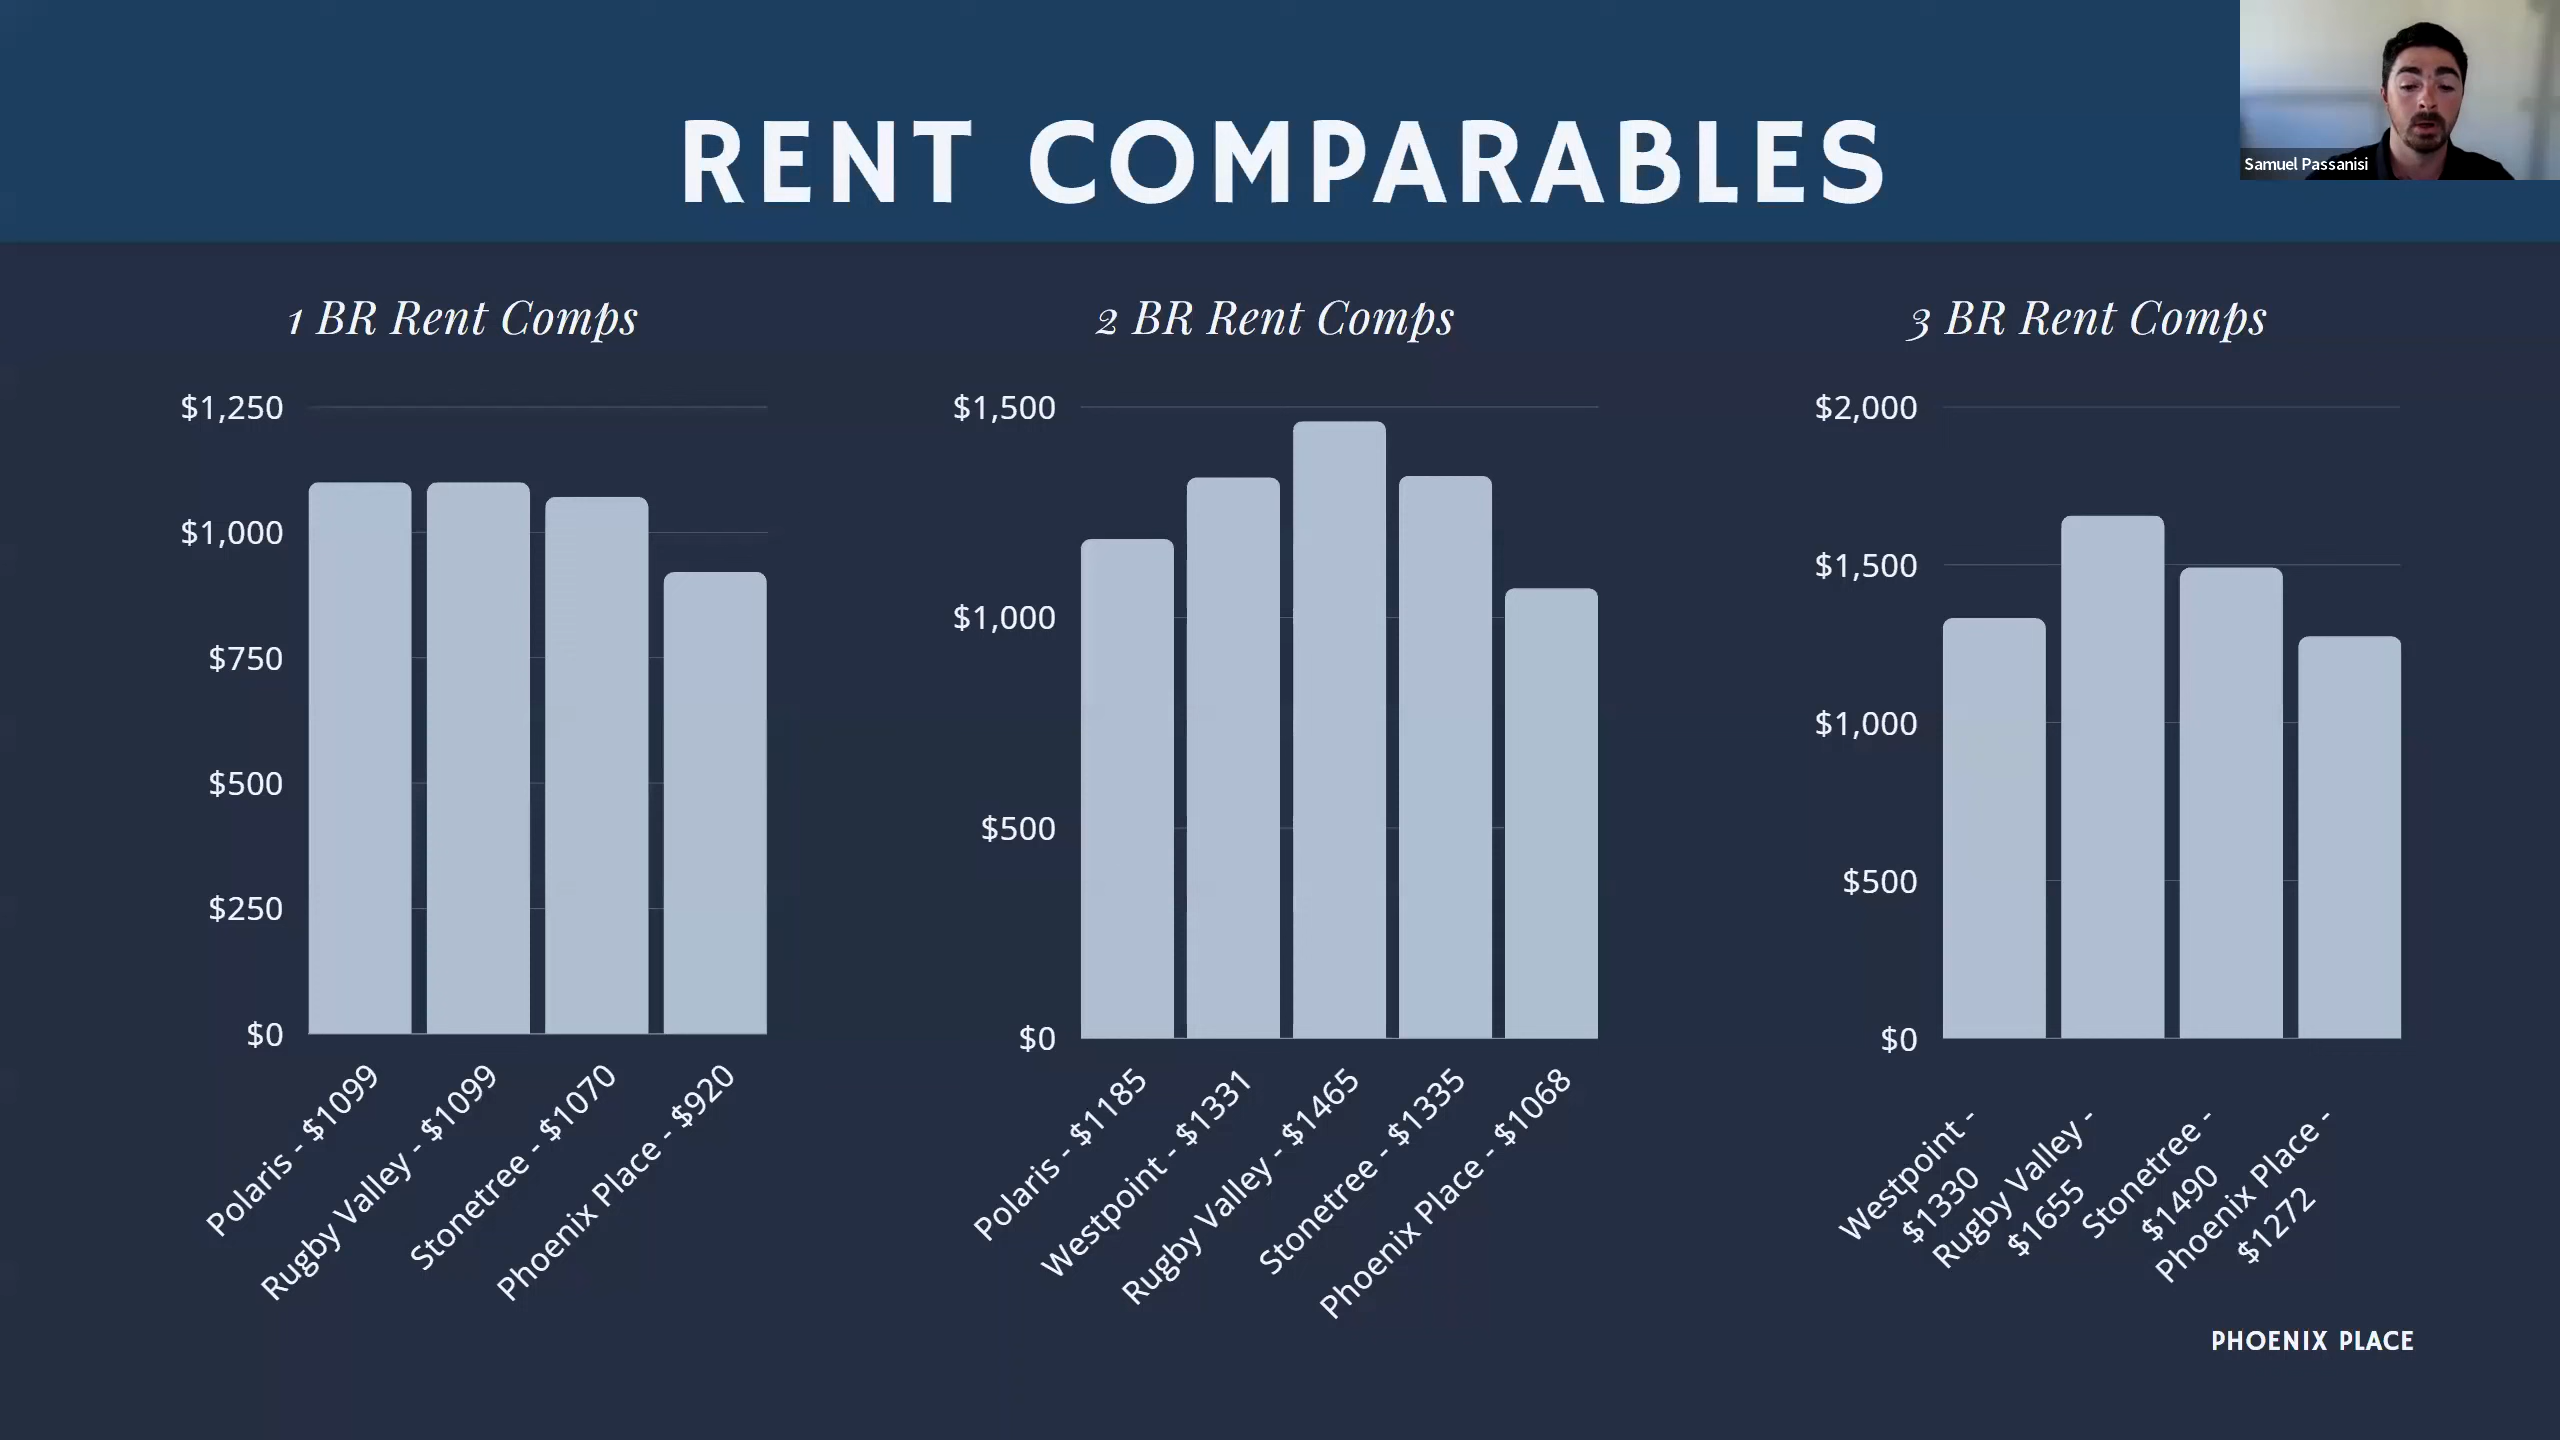 RENT COMPARABLES
Samuel Passanisi
1 BR Rent Comps
$1,250
$1,000
$750
$500
$250
$0
Polaris - $1099
Rugby Valley - $1099
Stonetree - $1070
Phoenix Place - $920
2 BR Rent Comps
$1,500
$1,000
$500
$0
Polaris - $1185
Westpoint - $1331
Rugby Valley - $1465
Stonetree - $1335
Phoenix Place - $1068
3 BR Rent Comps
$2,000
$1,500
$1,000
$500
$0
Westpoint -
$1330
Rugby Valley -
$1655
Stonetree -
$1490
Phoenix Place -
$1272
PHOENIX PLACE